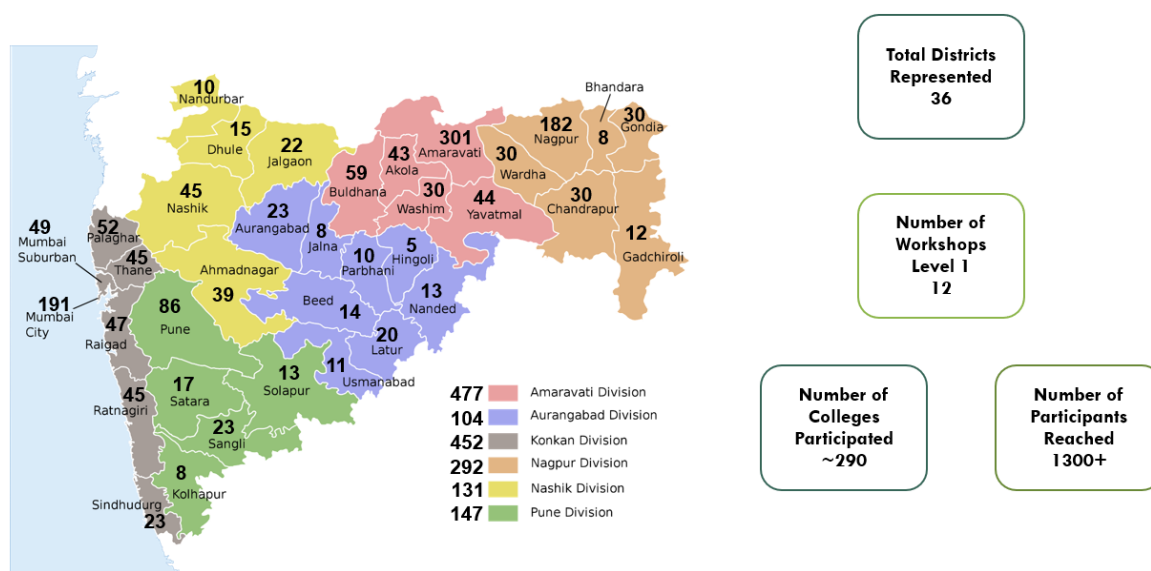 10
Nandurbar
15
Dhule
22
Jalgaon
45
Nashik
Ahmadnagar
39
59
Buldhana
43
Akola
301
Amaravati
30
Washim
44
Yavatmal
30
Wardha
182
Nagpur
Bhandara
8
30
Gondia
30
Chandrapur
12
Gadchiroli
23
Aurangabad
8
Jalna
10
Parbhani
5
Hingoli
13
Nanded
Beed
14
20
Latur
11
Usmanabad
49
Mumbai
Suburban
52
Palaghar
45
Thane
191
Mumbai
City
47
Raigad
86
Pune
45
Ratnagiri
17
Satara
13
Solapur
23
Sangli
8
Kolhapur
Sindhudurg
23
477 Amaravati Division
104 Aurangabad Division
452 Konkan Division
292 Nagpur Division
131 Nashik Division
147 Pune Division
Total Districts
Represented
36
Number of
Workshops
Level 1
12
Number of
Colleges
Participated
~290
Number of
Participants
Reached
1300+